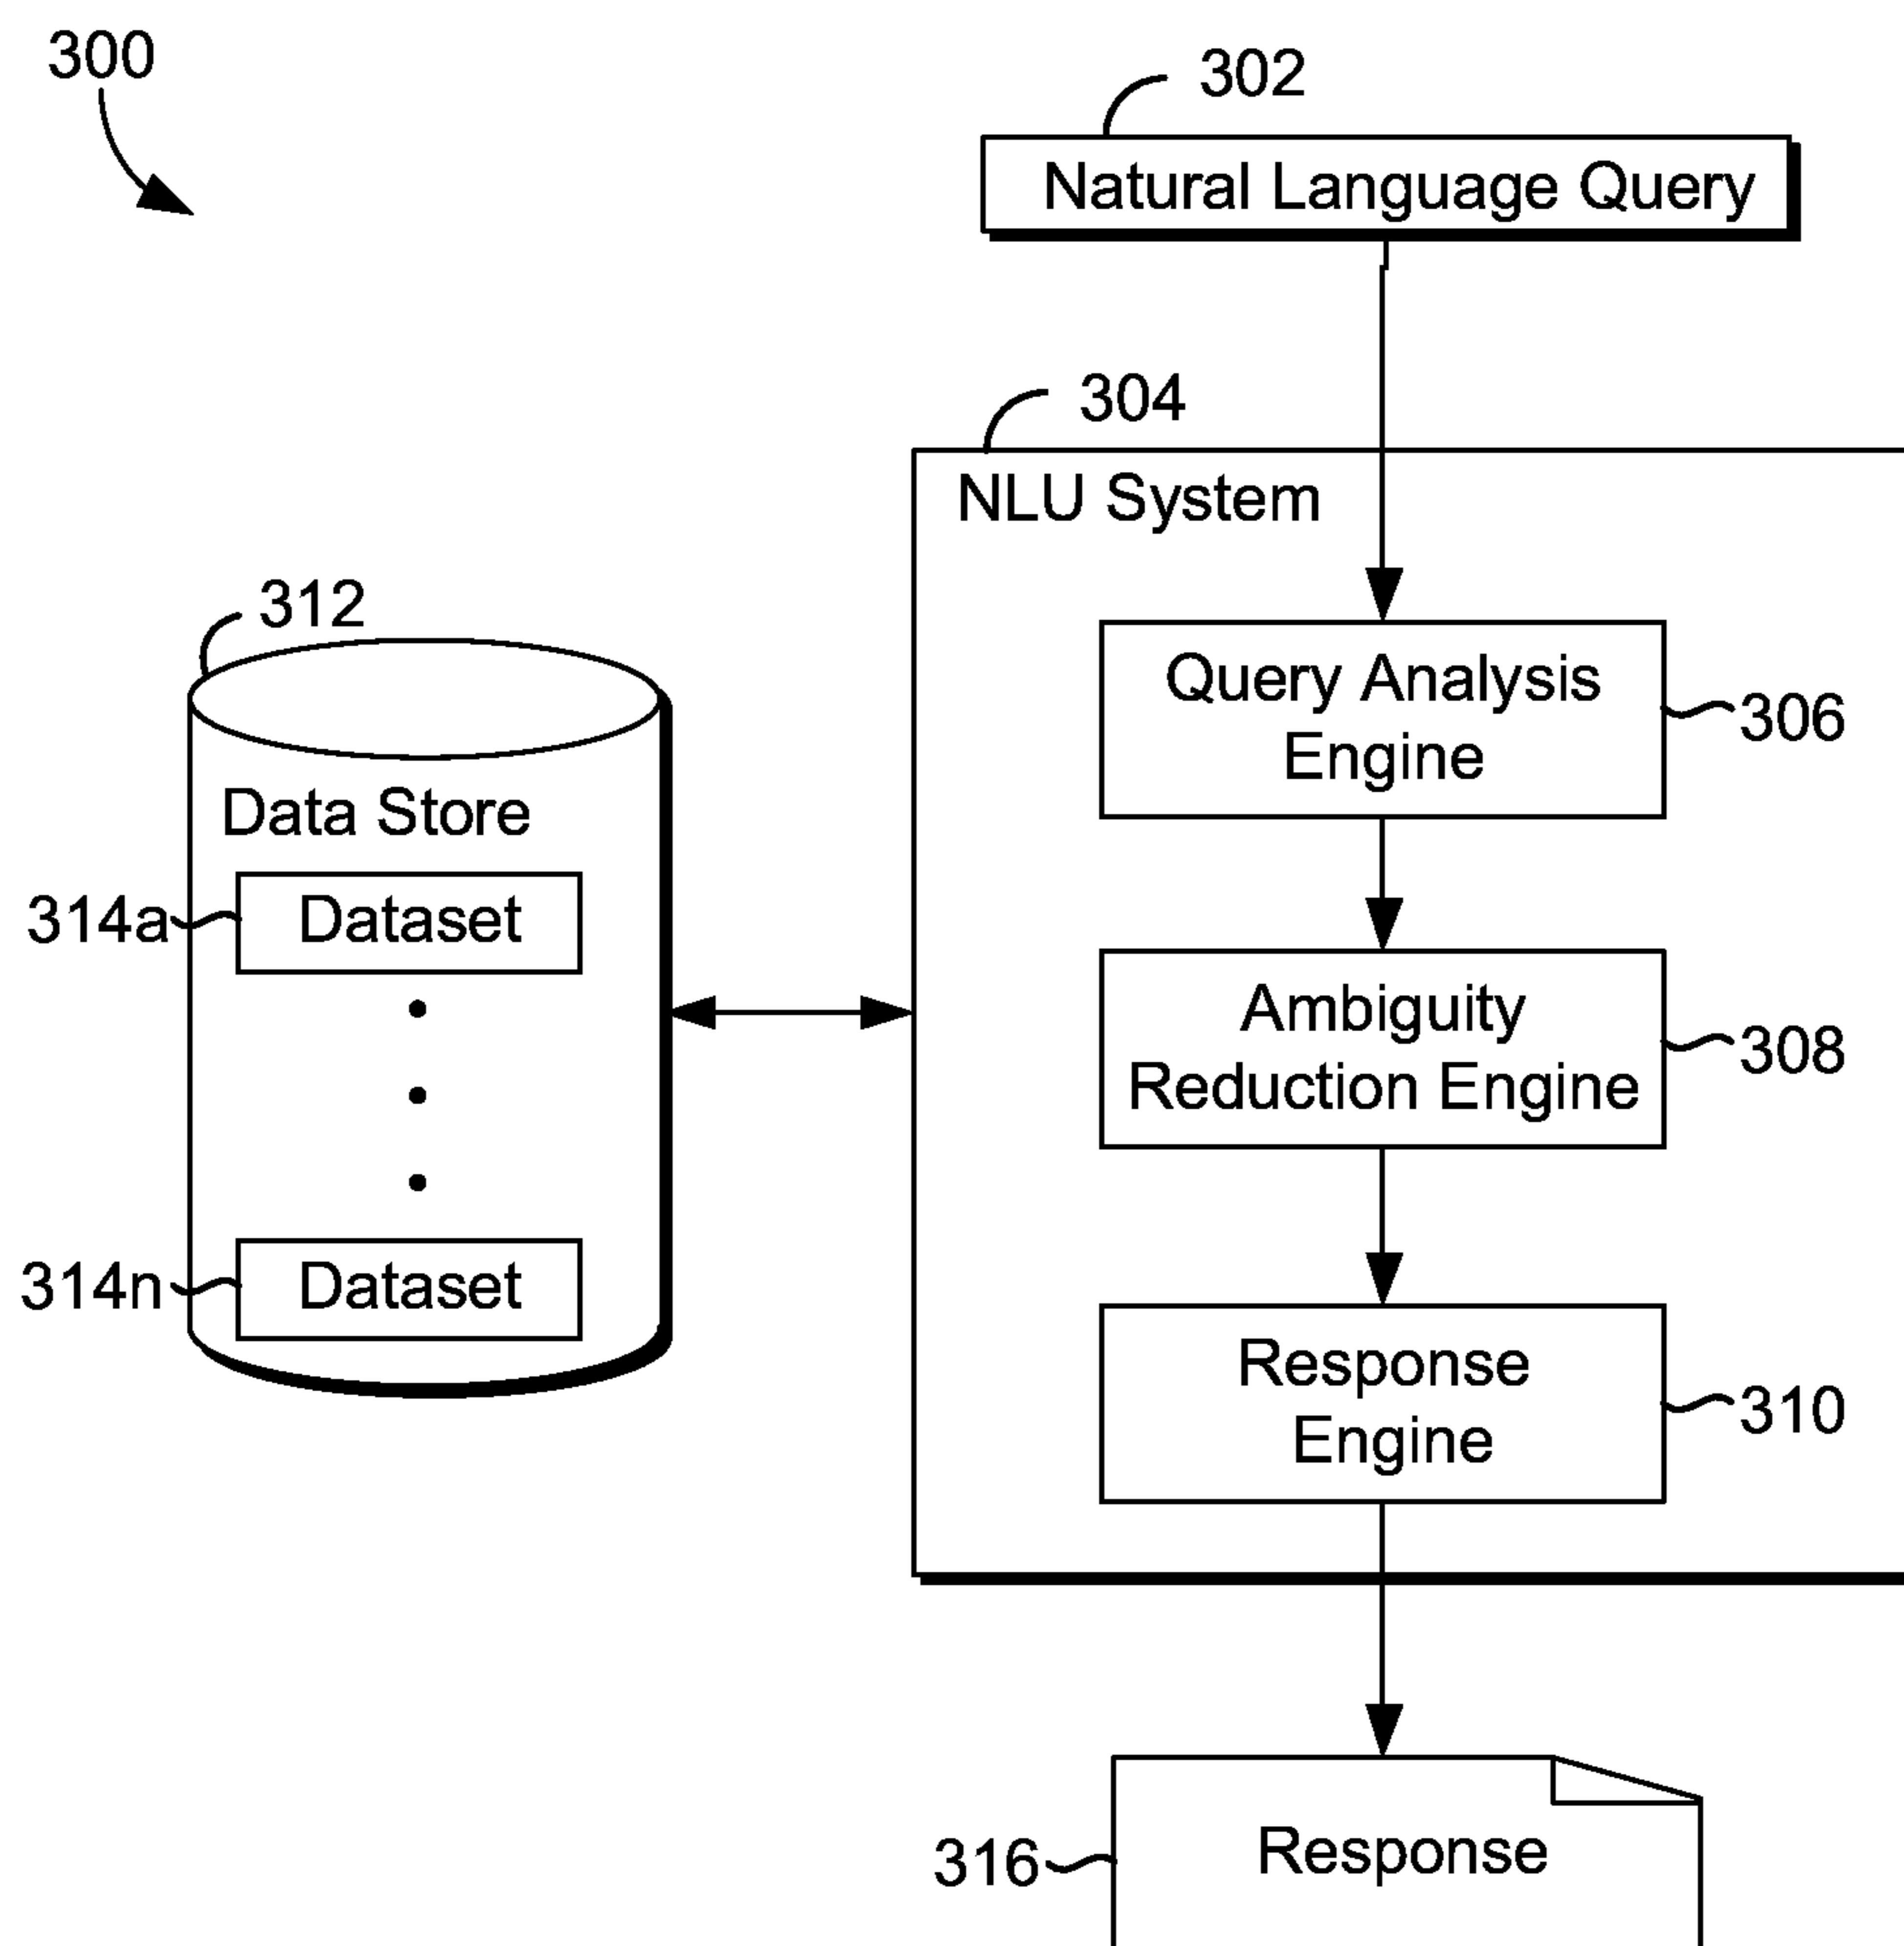 300
302
Natural Language Query
304
NLU System
312
Query Analysis
Engine
306
Data Store
314a
Dataset
Ambiguity
Reduction Engine
308
314n
Dataset
Response
Engine
310
316
Response